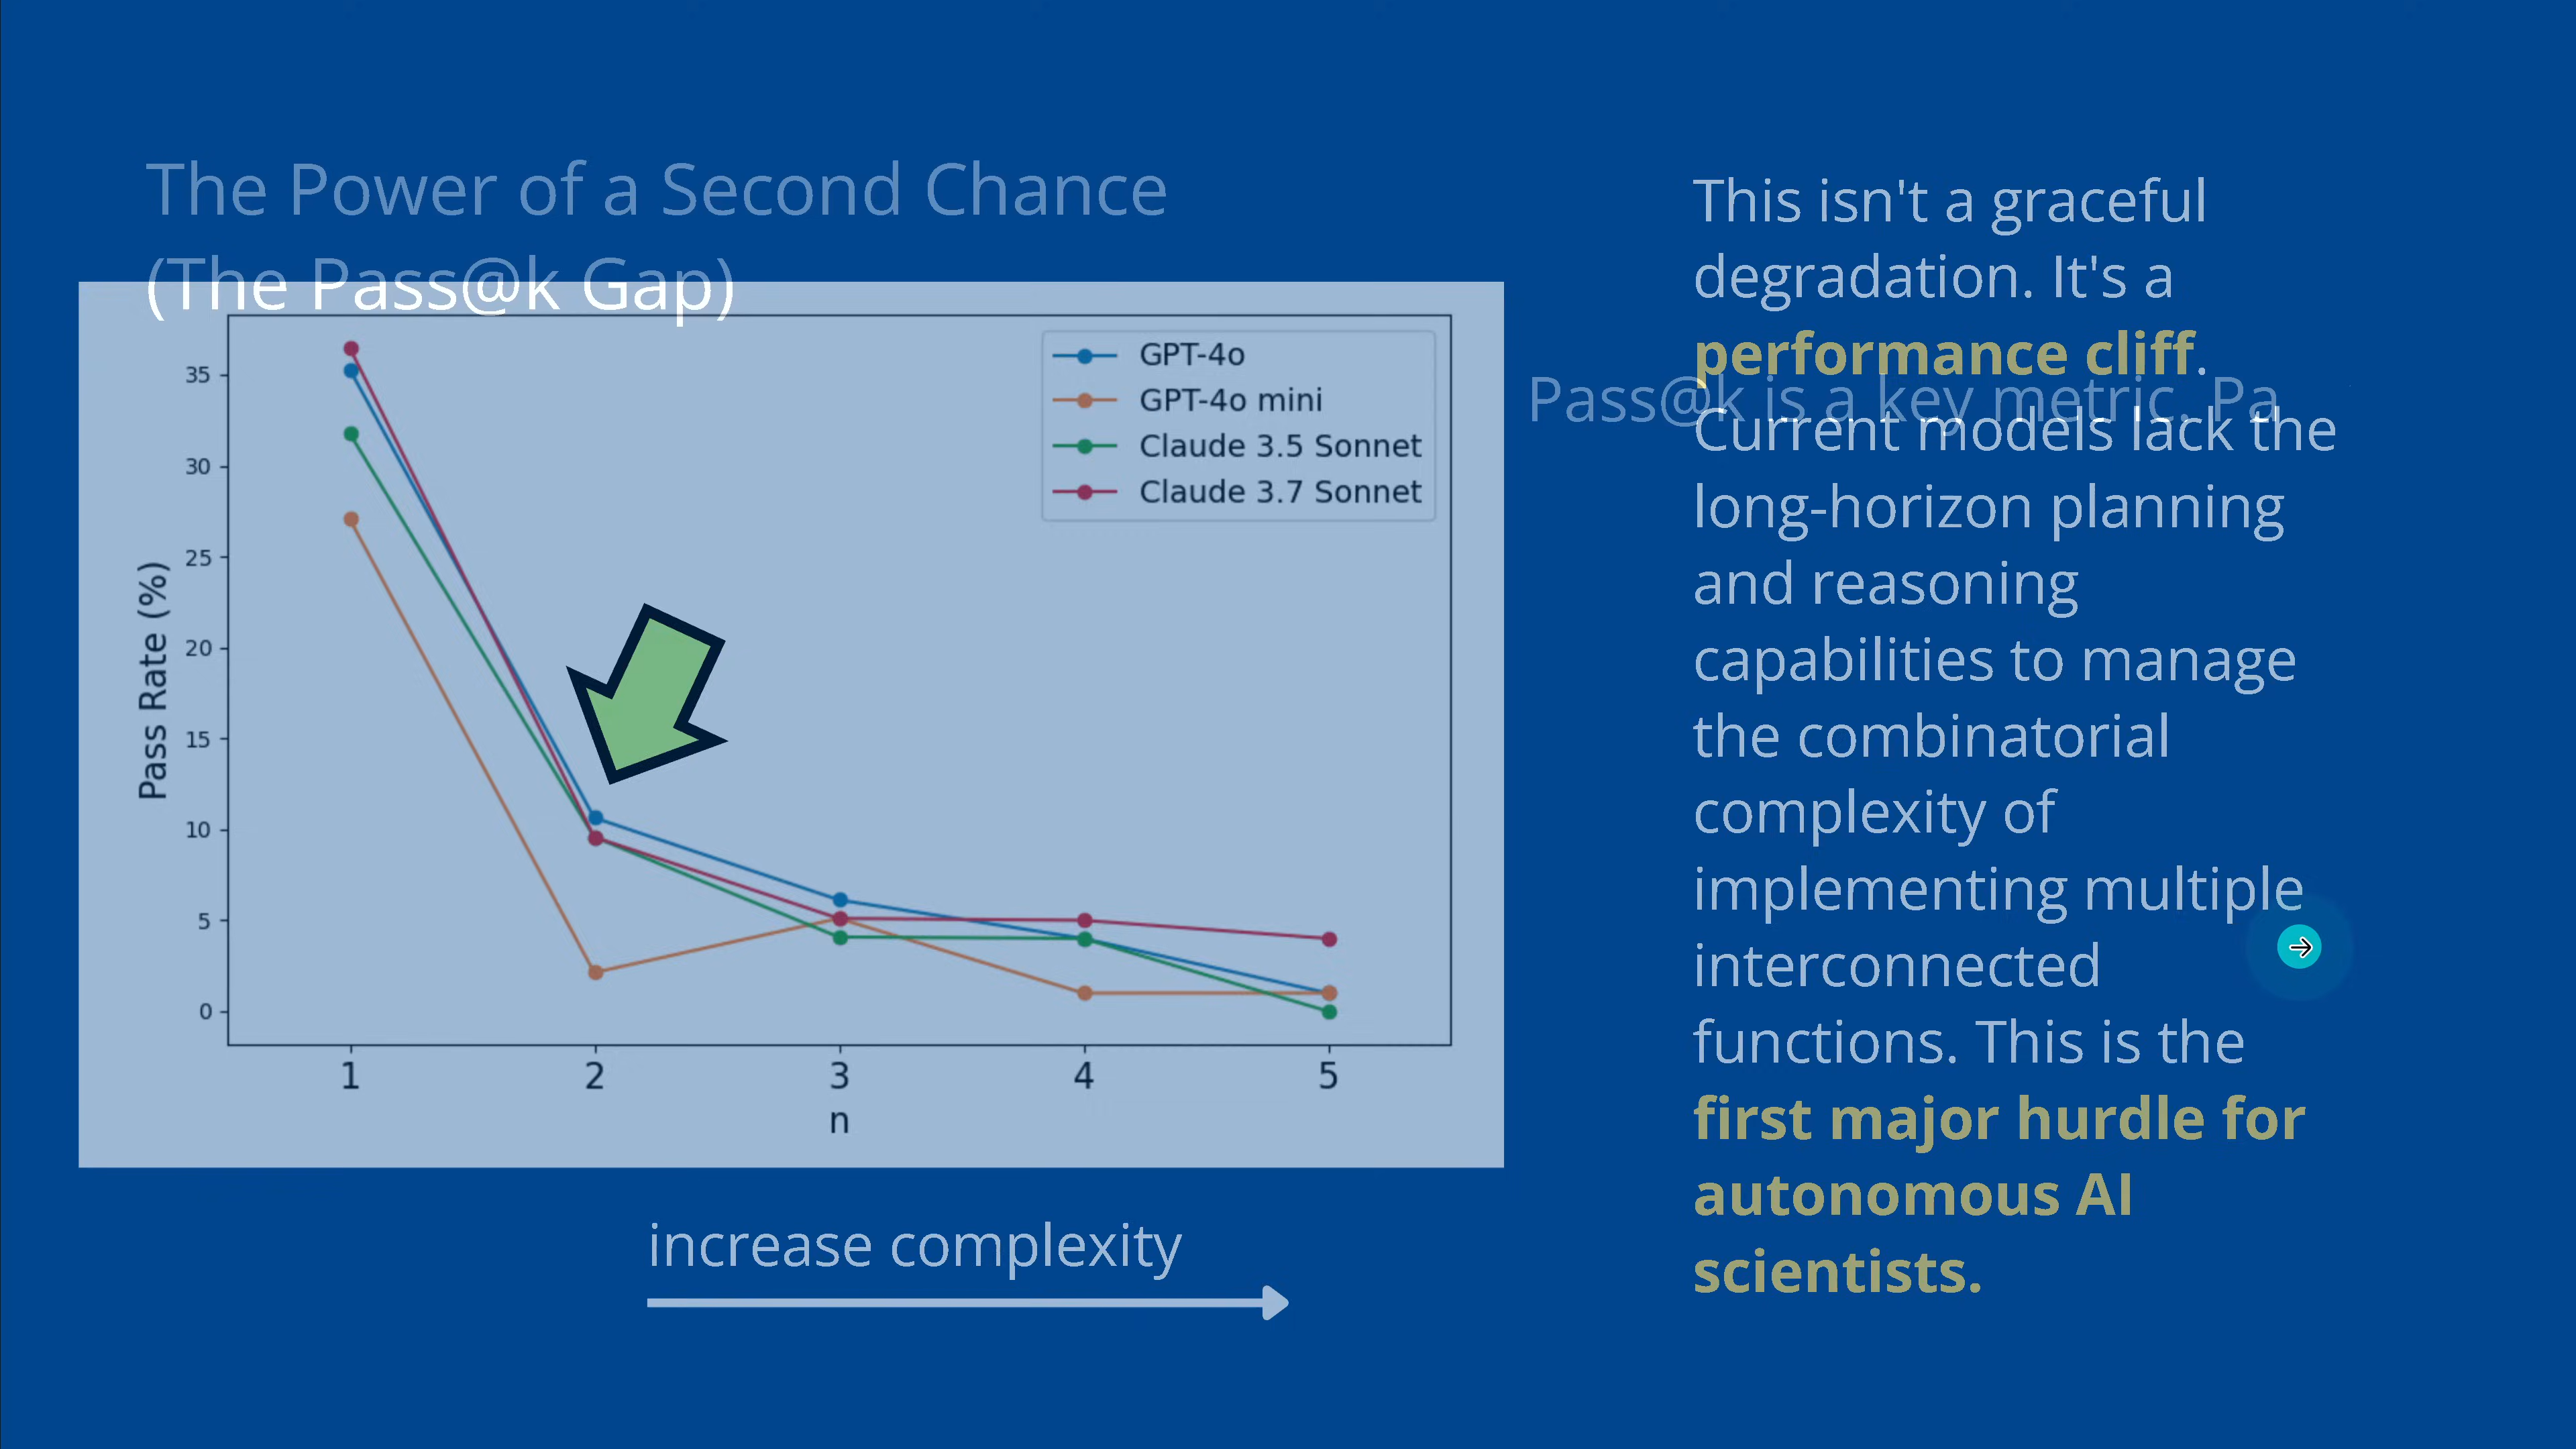 The Power of a Second Chance
(The Pass@k Gap)
35
30
25
20
15
10
5
0
Pass Rate (%)
GPT-4o
GPT-4o mini
Claude 3.5 Sonnet
Claude 3.7 Sonnet
1 2 3 4 5
n
increase complexity
This isn't a graceful
degradation. It's a
performance cliff.
Pass@k is a key metric. Pa
Current models lack the
long-horizon planning
and reasoning
capabilities to manage
the combinatorial
complexity of
implementing multiple
interconnected
functions. This is the
first major hurdle for
autonomous AI
scientists.